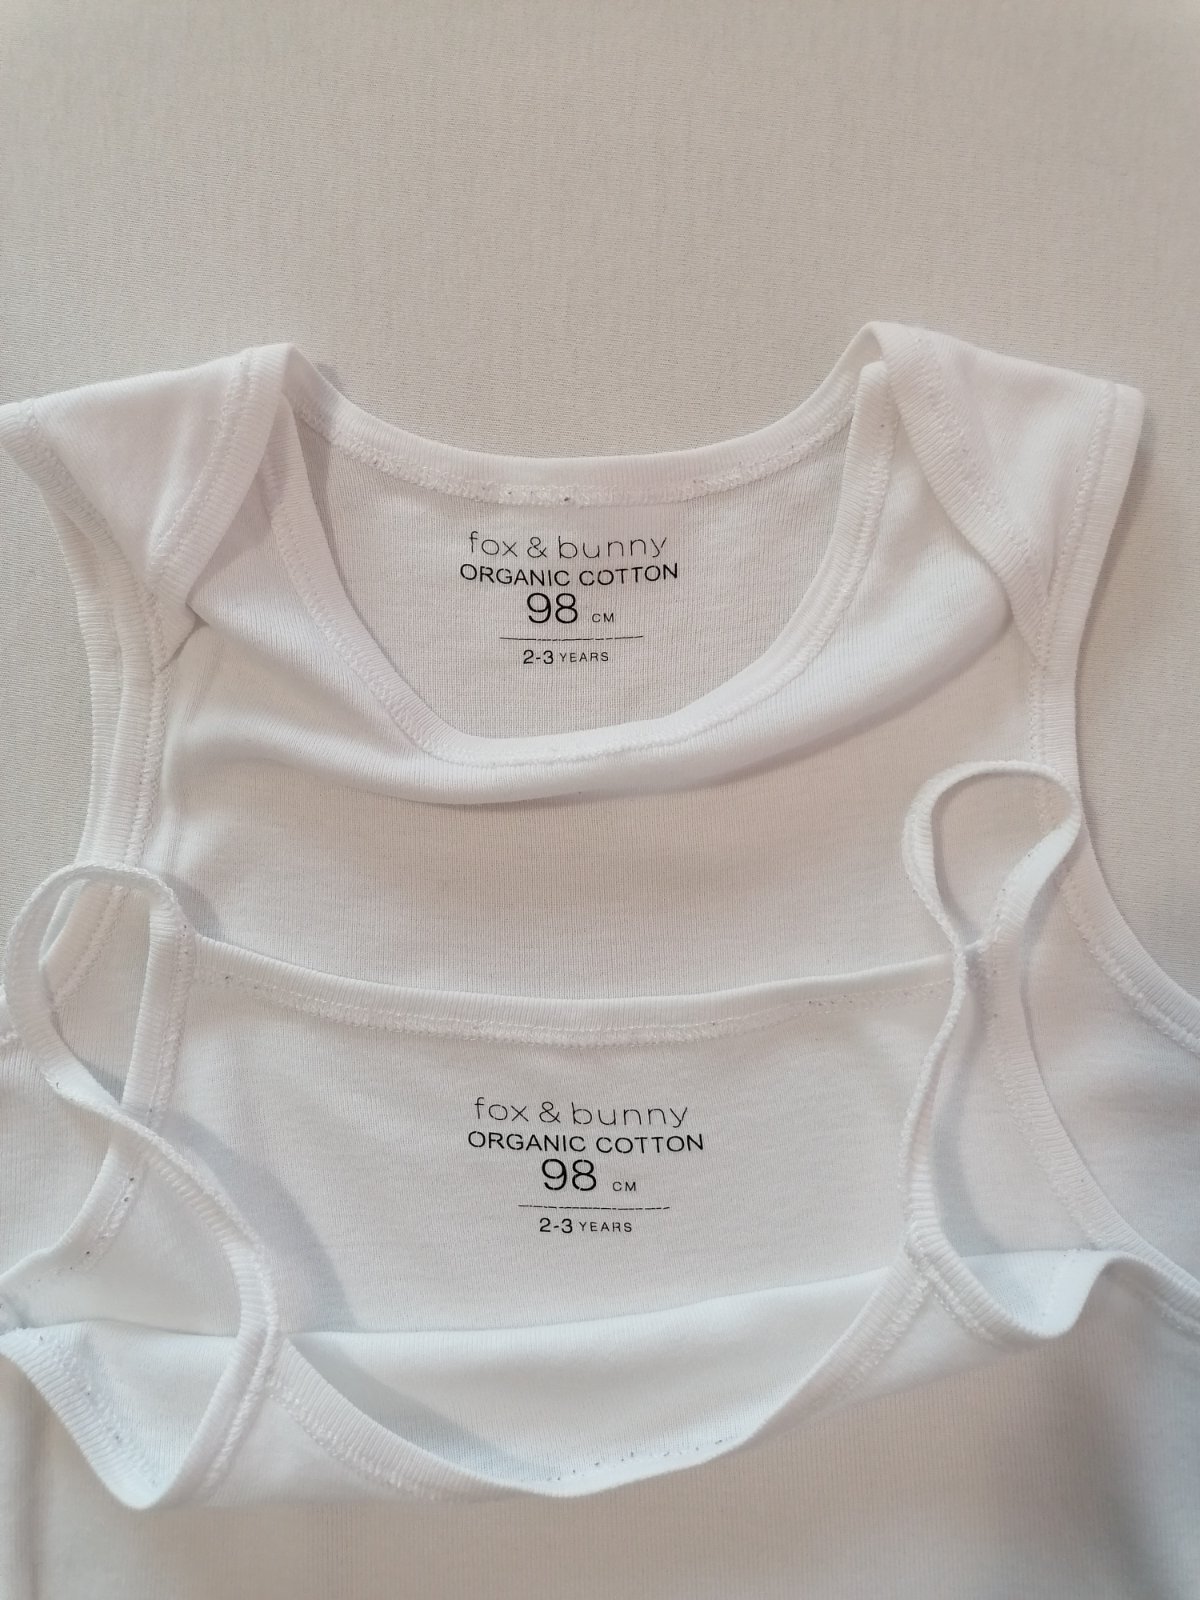 fox & bunny
ORGANIC COTTON
98 CM
2-3 YEARS
fox & bunny
ORGANIC COTTON
98 CM
2-3 YEARS